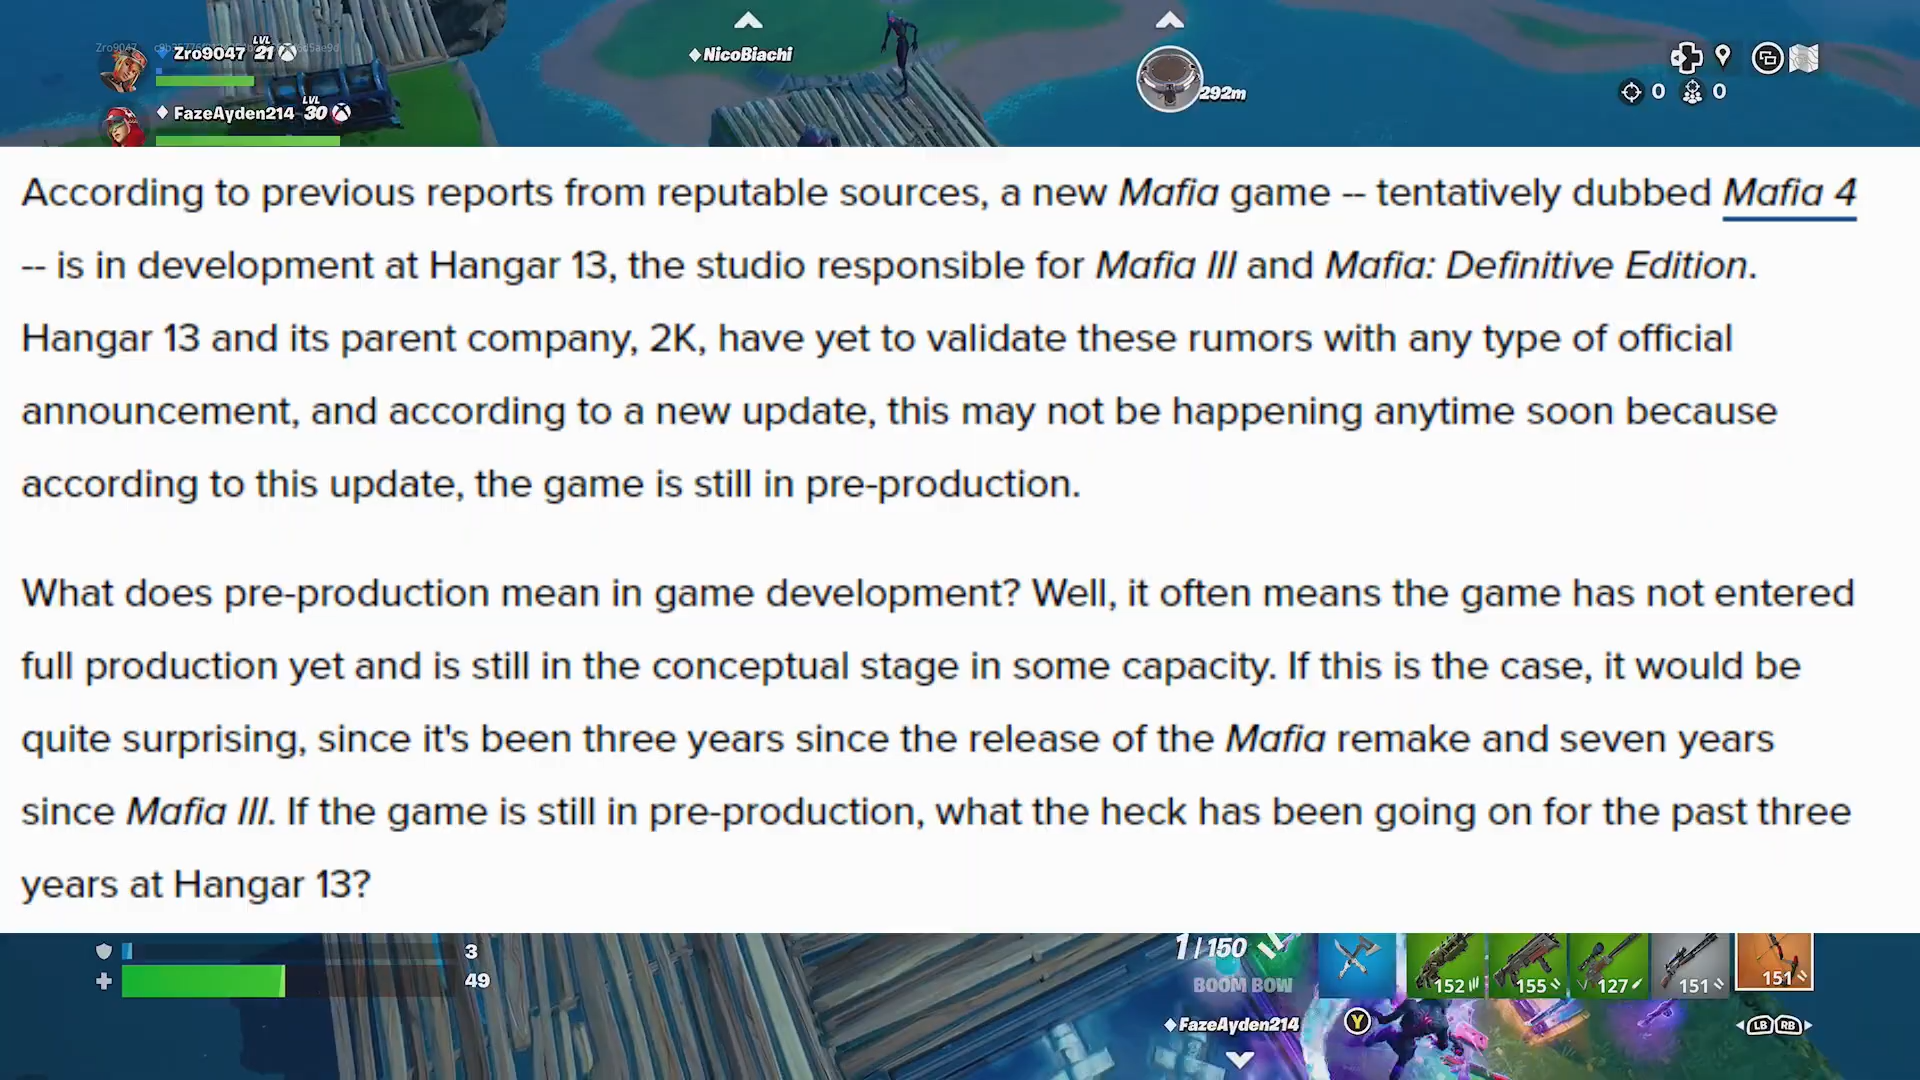 Zro9047 LVL 21
FazeAyden214 LVL 30
NicoBiachi
292m
0 0
According to previous reports from reputable sources, a new Mafia game -- tentatively dubbed Mafia 4
-- is in development at Hangar 13, the studio responsible for Mafia III and Mafia: Definitive Edition.
Hangar 13 and its parent company, 2K, have yet to validate these rumors with any type of official
announcement, and according to a new update, this may not be happening anytime soon because
according to this update, the game is still in pre-production.
What does pre-production mean in game development? Well, it often means the game has not entered
full production yet and is still in the conceptual stage in some capacity. If this is the case, it would be
quite surprising, since it's been three years since the release of the Mafia remake and seven years
since Mafia III. If the game is still in pre-production, what the heck has been going on for the past three
years at Hangar 13?
3
49
1/150
BOOM BOW
152 155 127 151 151
FazeAyden214
Y
LB RB